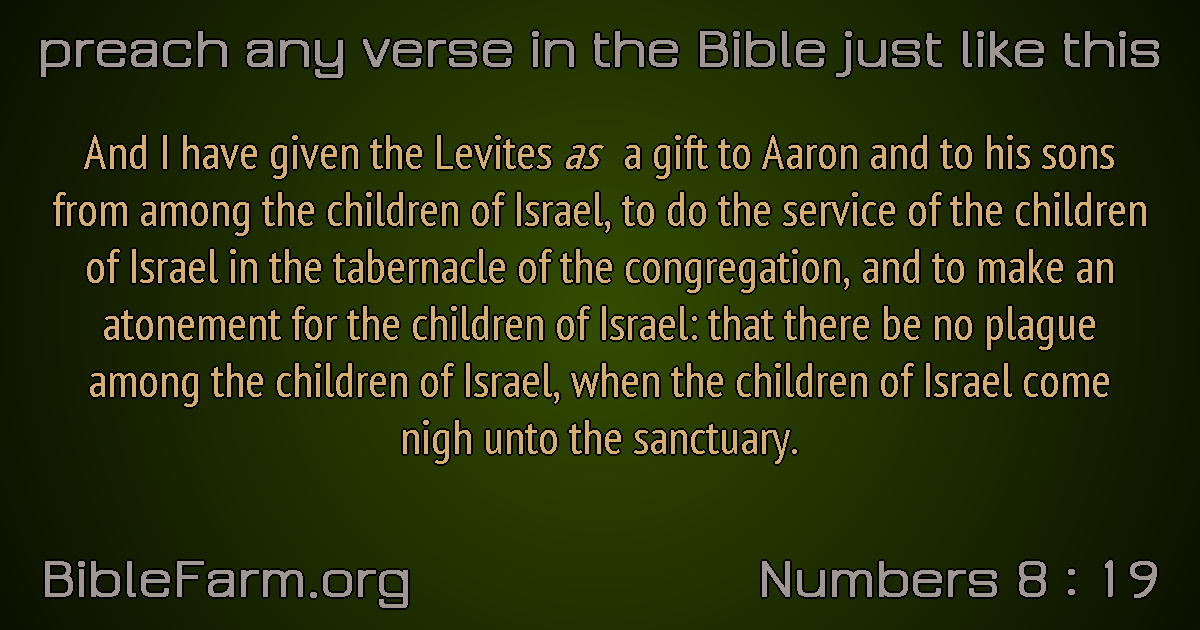 preach any verse in the Bible just like this
And I have given the Levites as a gift to Aaron and to his sons
from among the children of Israel, to do the service of the children
of Israel in the tabernacle of the congregation, and to make an
atonement for the children of Israel: that there be no plague
among the children of Israel, when the children of Israel come
nigh unto the sanctuary.
BibleFarm.org
Numbers 8 : 19